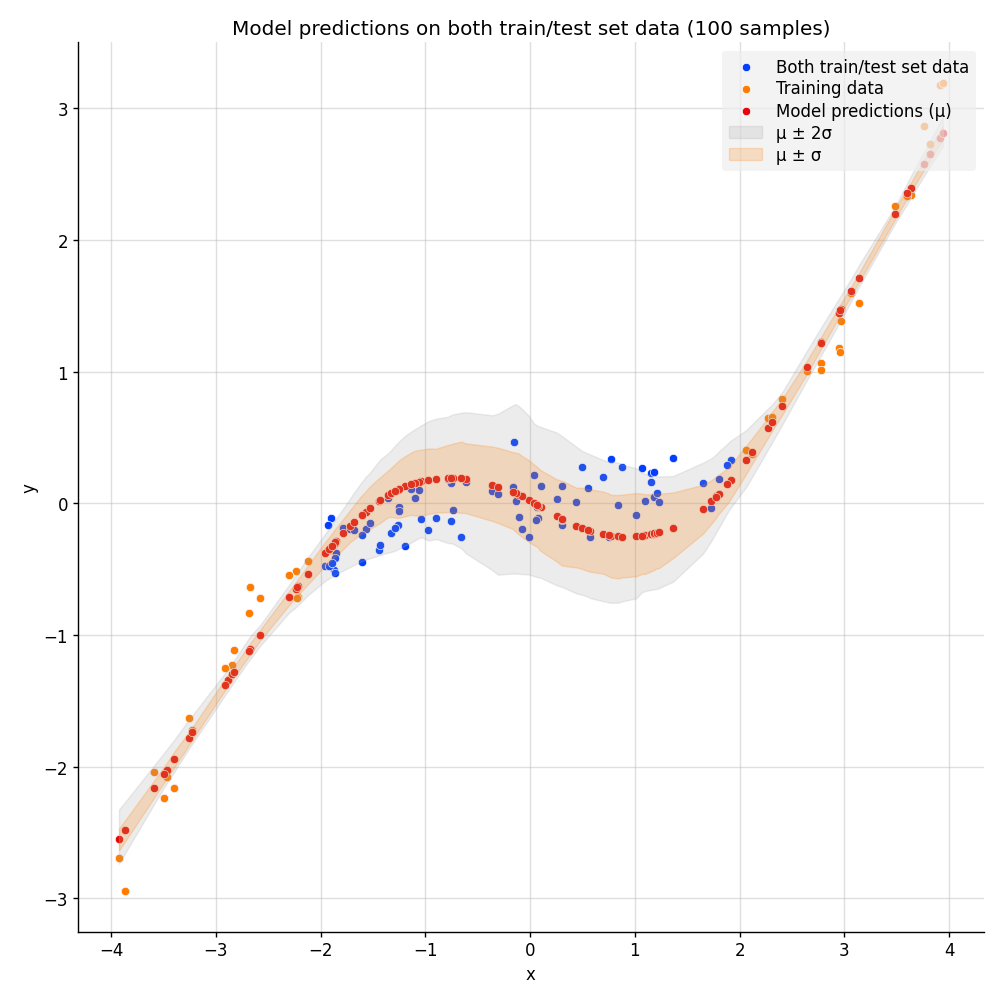 Model predictions on both train/test set data (100 samples)
Both train/test set data
Training data
Model predictions (μ)
μ ± 2σ
μ ± σ
3
2
1
0
−1
−2
−3
y
−4 −3 −2 −1 0 1 2 3 4
x